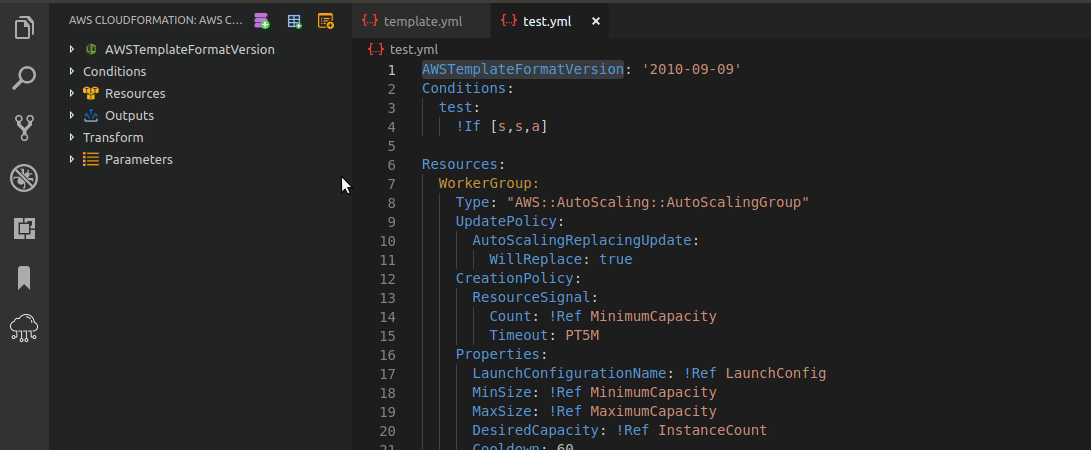 AWS CLOUDFORMATION: AWS C...
AWSTemplateFormatVersion
Conditions
Resources
Outputs
Transform
Parameters
template.yml
test.yml
test.yml
1 AWSTemplateFormatVersion: '2010-09-09'
2 Conditions:
3 test:
4 !If [s,s,a]
5
6 Resources:
7 WorkerGroup:
8 Type: "AWS::AutoScaling::AutoScalingGroup"
9 UpdatePolicy:
10 AutoScalingReplacingUpdate:
11 WillReplace: true
12 CreationPolicy:
13 ResourceSignal:
14 Count: !Ref MinimumCapacity
15 Timeout: PT5M
16 Properties:
17 LaunchConfigurationName: !Ref LaunchConfig
18 MinSize: !Ref MinimumCapacity
19 MaxSize: !Ref MaximumCapacity
20 DesiredCapacity: !Ref InstanceCount
21 Cooldown: 60